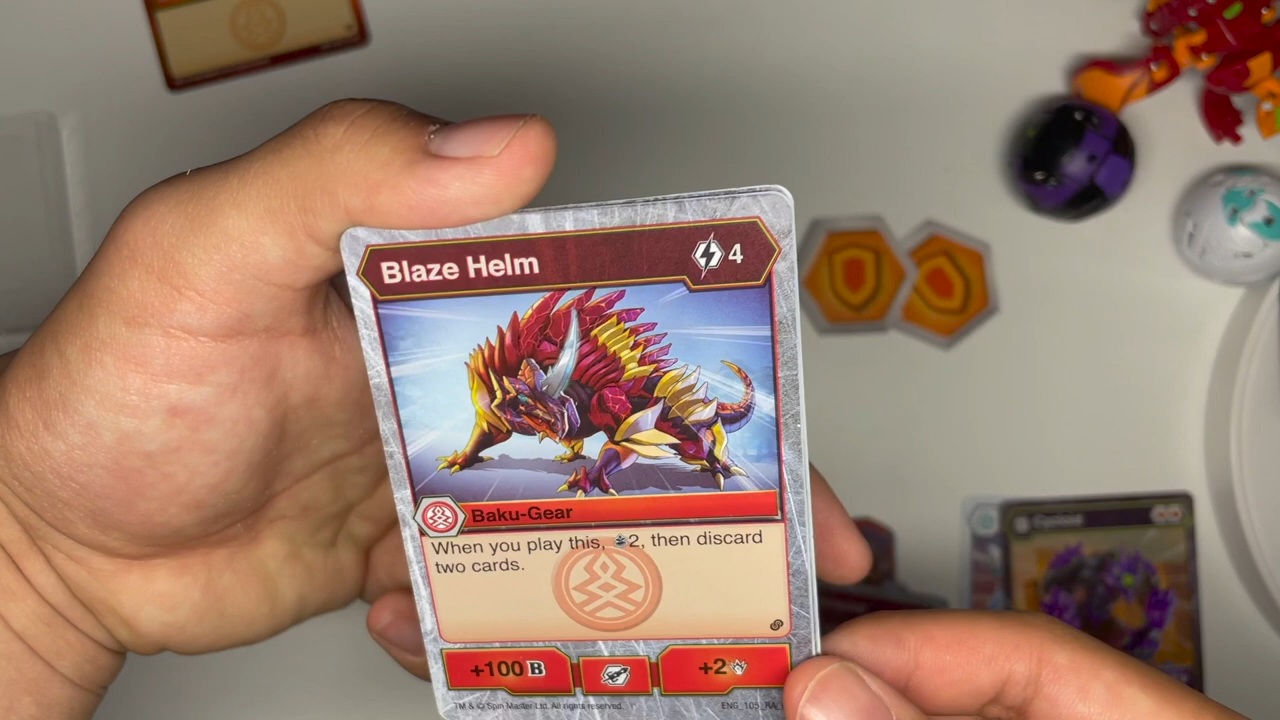 Blaze Helm
4
Baku-Gear
When you play this, 2, then discard
two cards.
+100 B
+2
TM & © Spin Master Ltd. All rights reserved.
ENG_105_RA